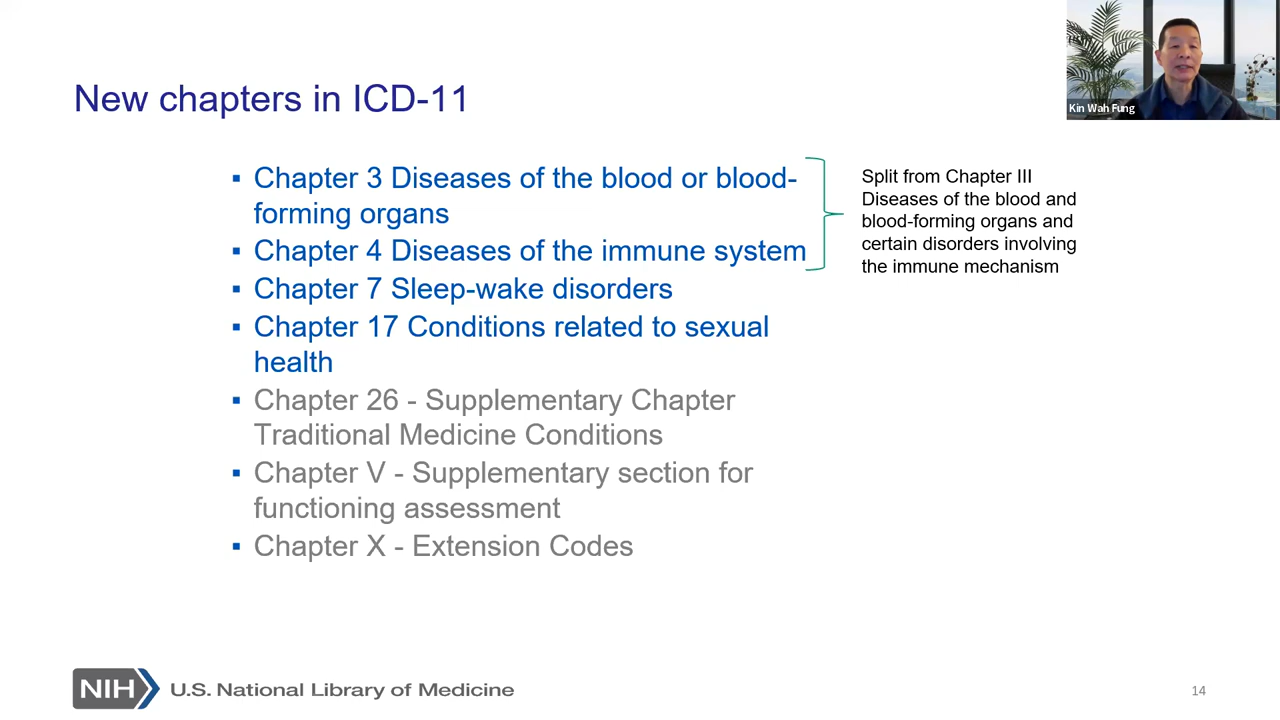 Kin Wah Fung
New chapters in ICD-11
▪ Chapter 3 Diseases of the blood or blood-
forming organs
▪ Chapter 4 Diseases of the immune system
▪ Chapter 7 Sleep-wake disorders
▪ Chapter 17 Conditions related to sexual
health
▪ Chapter 26 - Supplementary Chapter
Traditional Medicine Conditions
▪ Chapter V - Supplementary section for
functioning assessment
▪ Chapter X - Extension Codes
Split from Chapter III
Diseases of the blood and
blood-forming organs and
certain disorders involving
the immune mechanism
NIH U.S. National Library of Medicine
14